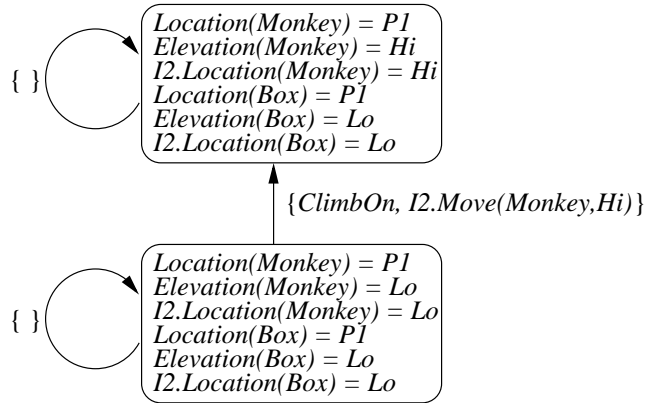 Location(Monkey) = P1
Elevation(Monkey) = Hi
I2.Location(Monkey) = Hi
Location(Box) = P1
Elevation(Box) = Lo
I2.Location(Box) = Lo
{ }
{ClimbOn, I2.Move(Monkey,Hi)}
Location(Monkey) = P1
Elevation(Monkey) = Lo
I2.Location(Monkey) = Lo
Location(Box) = P1
Elevation(Box) = Lo
I2.Location(Box) = Lo
{ }